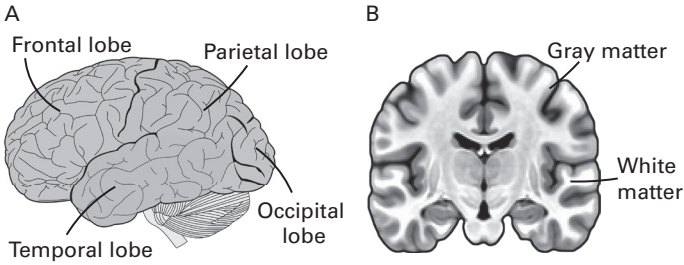 A
Frontal lobe
Parietal lobe
Occipital
lobe
Temporal lobe
B
Gray matter
White
matter